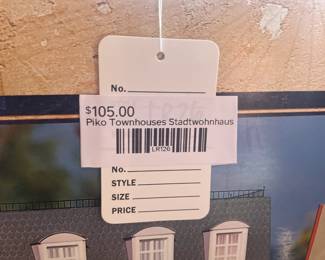 No.
$105.00
Piko Townhouses Stadtwohnhaus
LR126
No.
STYLE
SIZE
PRICE